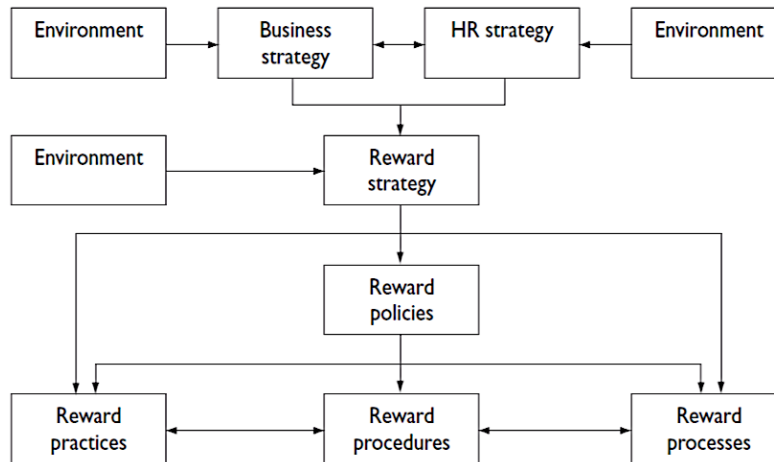 Environment
Business
strategy
HR strategy
Environment
Environment
Reward
strategy
Reward
policies
Reward
practices
Reward
procedures
Reward
processes